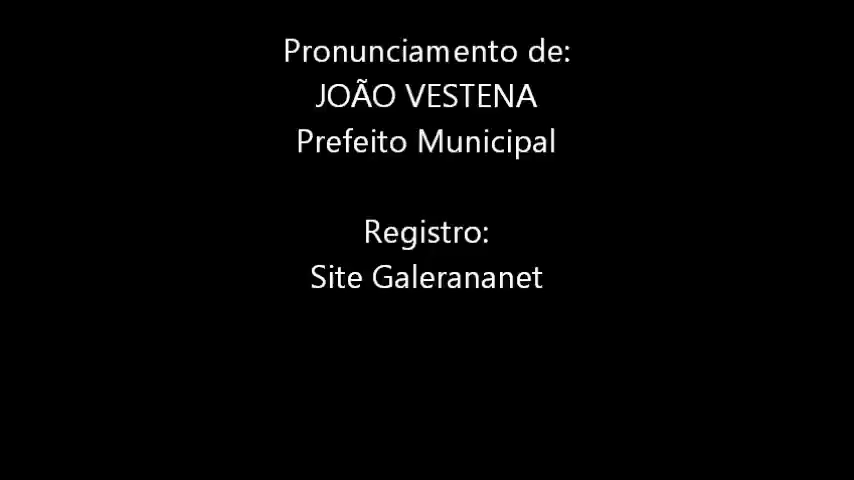 Pronunciamento de:
JOÃO VESTENA
Prefeito Municipal
Registro:
Site Galerananet